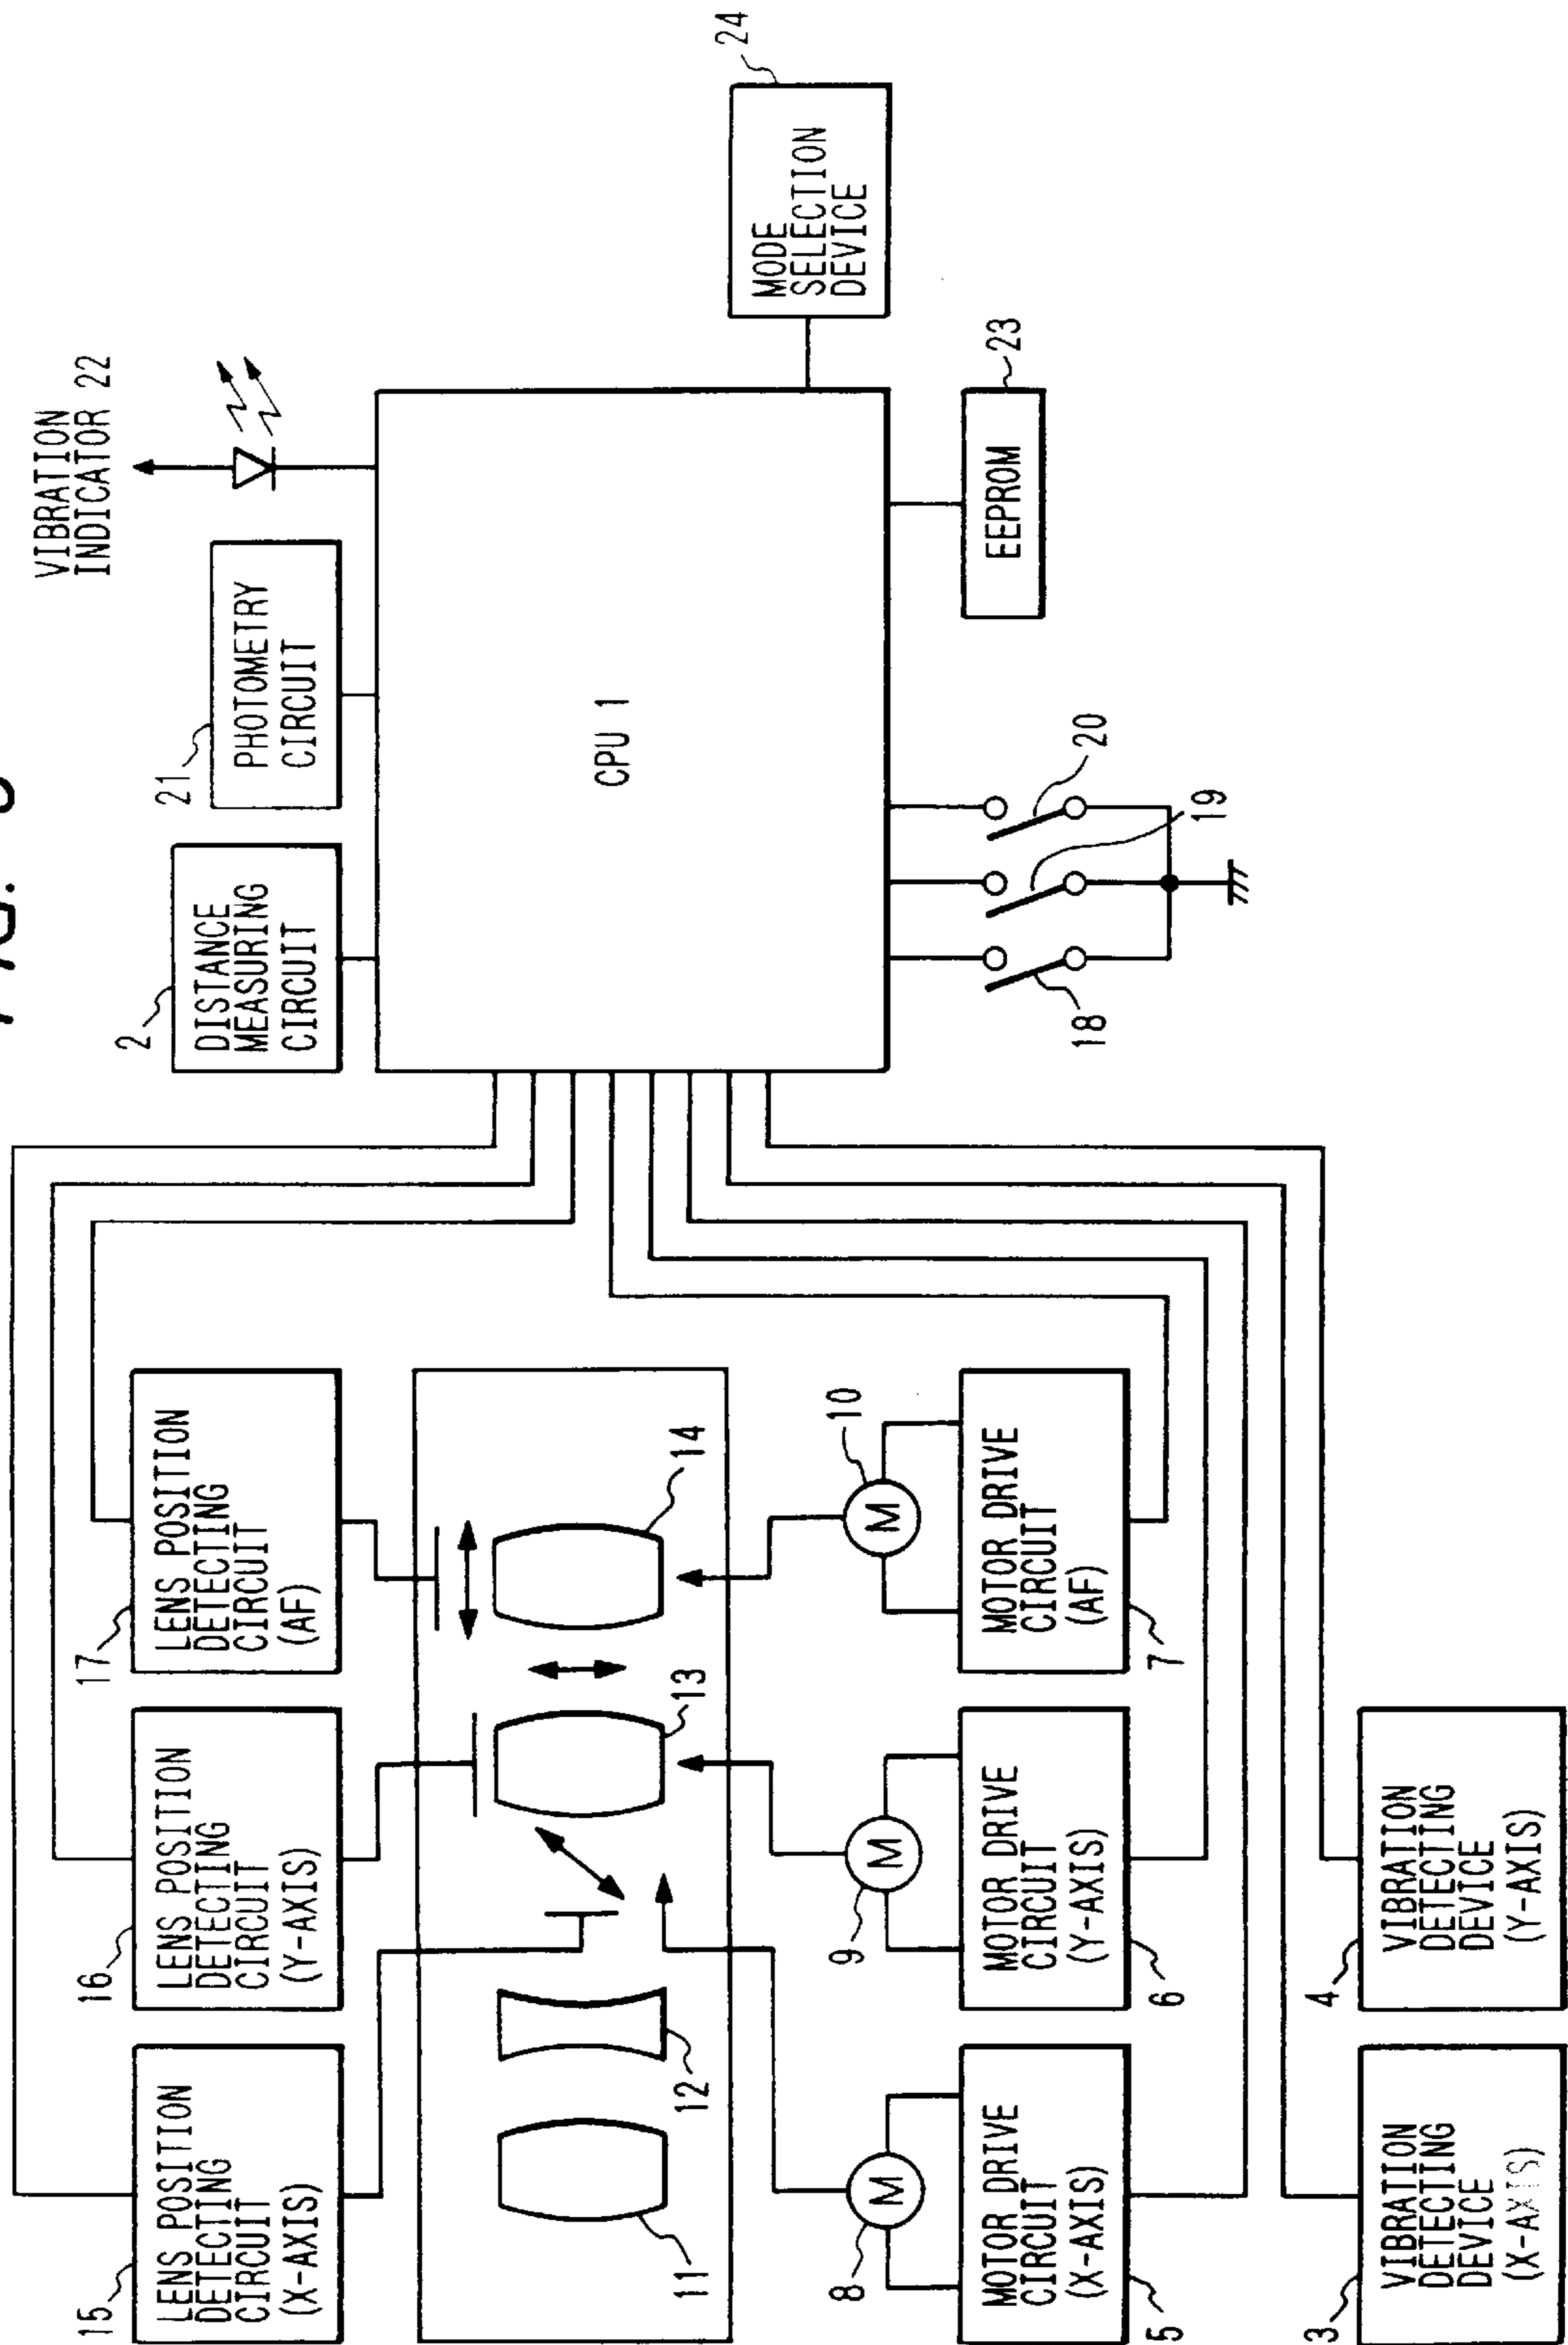 FIG.
VIBRATION
INDICATOR 22
15
LENS POSITION
DETECTING
CIRCUIT
(X-AXIS)
16
LENS POSITION
DETECTING
CIRCUIT
(Y-AXIS)
17
LENS POSITION
DETECTING
CIRCUIT
(AF)
2
DISTANCE
MEASURING
CIRCUIT
21
PHOTOMETRY
CIRCUIT
11
12
13
14
CPU 1
24
MODE
SELECTION
DEVICE
8
M
9
M
10
M
MOTOR DRIVE
CIRCUIT
(X-AXIS)
5
MOTOR DRIVE
CIRCUIT
(Y-AXIS)
6
MOTOR DRIVE
CIRCUIT
(AF)
7
18
19
20
EEPROM
23
3
VIBRATION
DETECTING
DEVICE
(X-AXIS)
4
VIBRATION
DETECTING
DEVICE
(Y-AXIS)